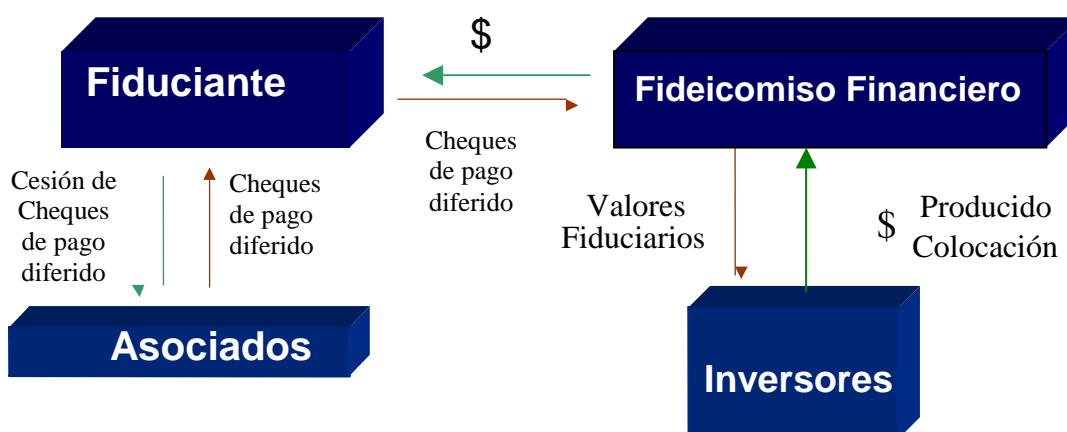 $
Fiduciante
Fideicomiso Financiero
Cheques
de pago
diferido
Cesión de
Cheques
de pago
diferido
Cheques
de pago
diferido
Valores
Fiduciarios
$ Producido
Colocación
Asociados
Inversores